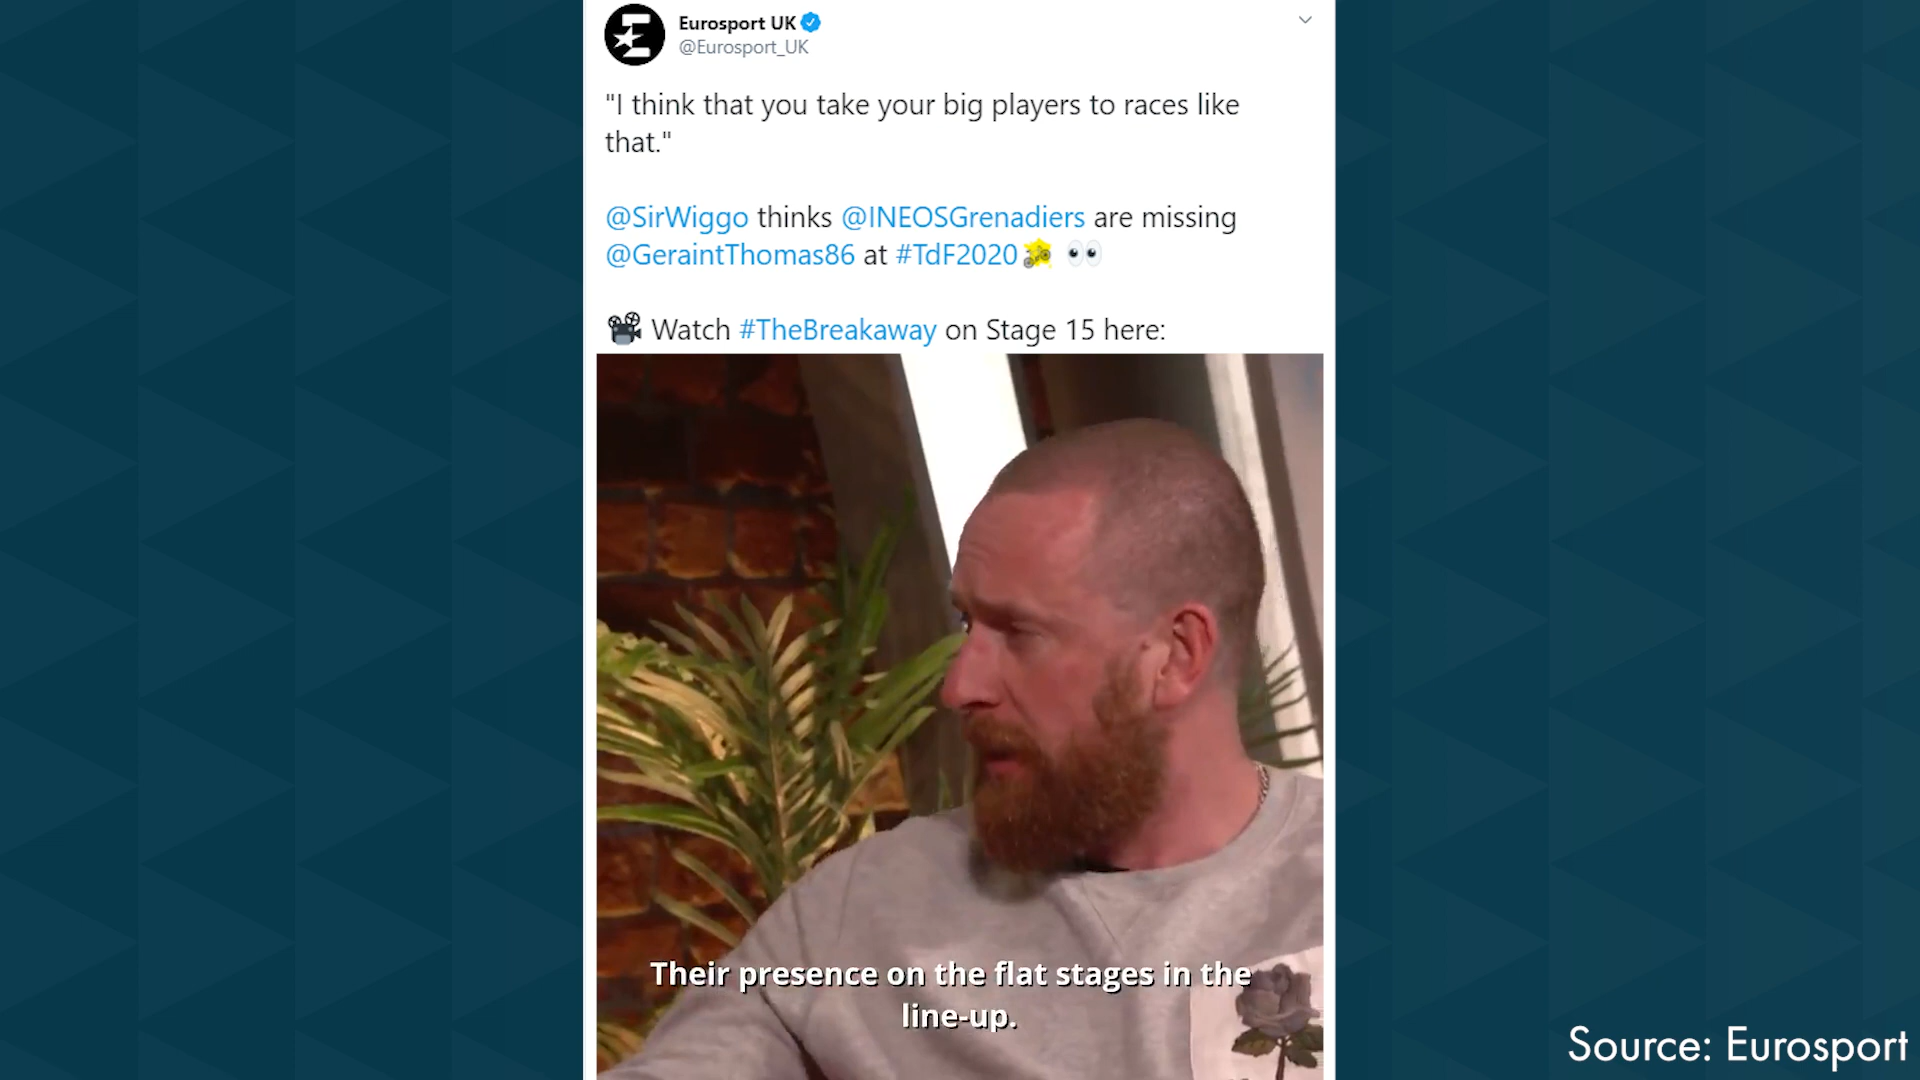 Eurosport UK
@Eurosport_UK
"I think that you take your big players to races like
that."
@SirWiggo thinks @INEOSGrenadiers are missing
@GeraintThomas86 at #TdF2020
Watch #TheBreakaway on Stage 15 here:
Their presence on the flat stages in the
line-up.
Source: Eurosport